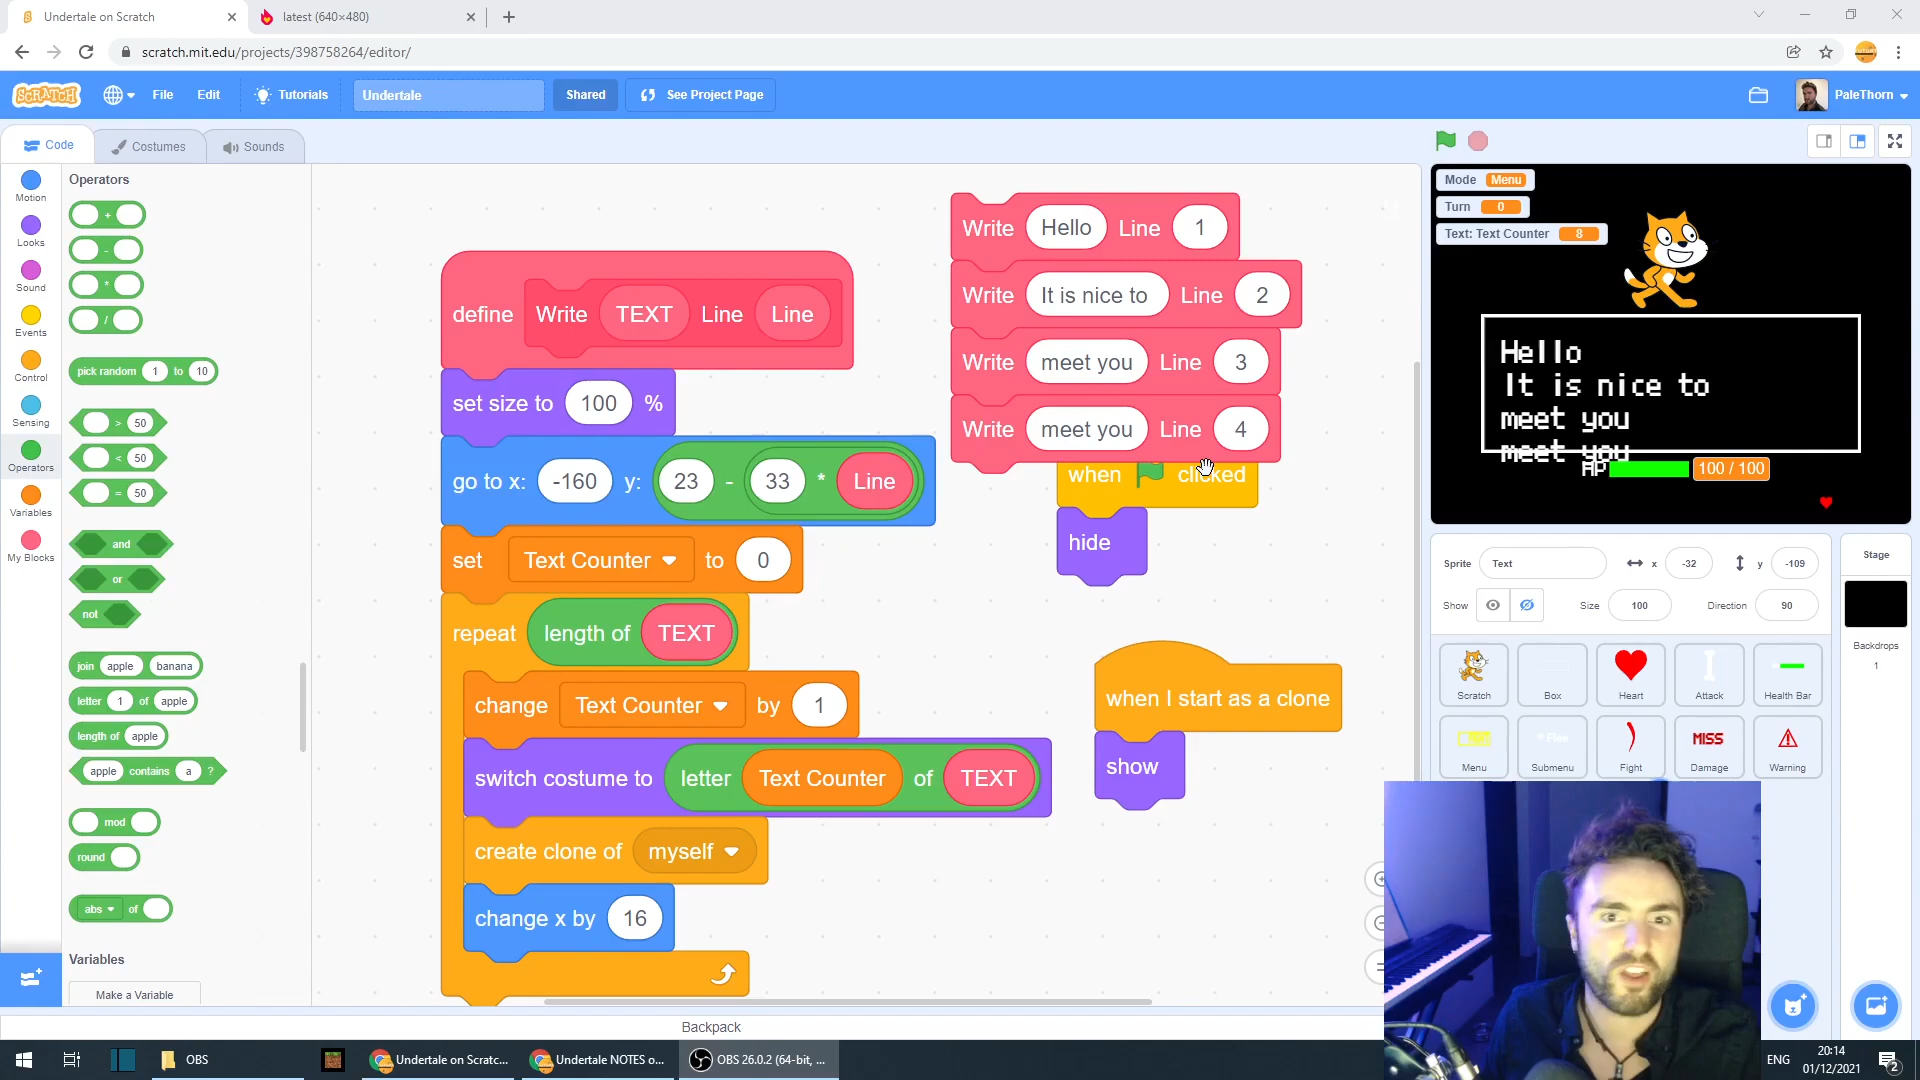 Undertale on Scratch
latest (640×480)
scratch.mit.edu/projects/398758264/editor/
SCRATCH
File
Edit
Tutorials
Undertale
Shared
See Project Page
PaleThorn
Code
Costumes
Sounds
Motion
Looks
Sound
Events
Control
Sensing
Operators
Variables
My Blocks
Operators
+
-
*
/
pick random 1 to 10
> 50
< 50
= 50
and
or
not
join apple banana
letter 1 of apple
length of apple
apple contains a ?
mod
round
abs of
Variables
Make a Variable
define Write TEXT Line Line
set size to 100 %
go to x: -160 y: 23 - 33 * Line
set Text Counter to 0
repeat length of TEXT
change Text Counter by 1
switch costume to letter Text Counter of TEXT
create clone of myself
change x by 16
Write Hello Line 1
Write It is nice to Line 2
Write meet you Line 3
Write meet you Line 4
when clicked
hide
when I start as a clone
show
Mode Menu
Turn 0
Text: Text Counter 8
Hello
It is nice to
meet you
meet you
HP 100 / 100
Sprite Text x -32 y -109
Show Size 100 Direction 90
Scratch
Box
Heart
Attack
Health Bar
Menu
Submenu
Fight
MISS
Damage
Warning
Stage
Backdrops
1
Backpack
OBS
Undertale on Scratc...
Undertale NOTES o...
OBS 26.0.2 (64-bit, ...
ENG
20:14
01/12/2021
2